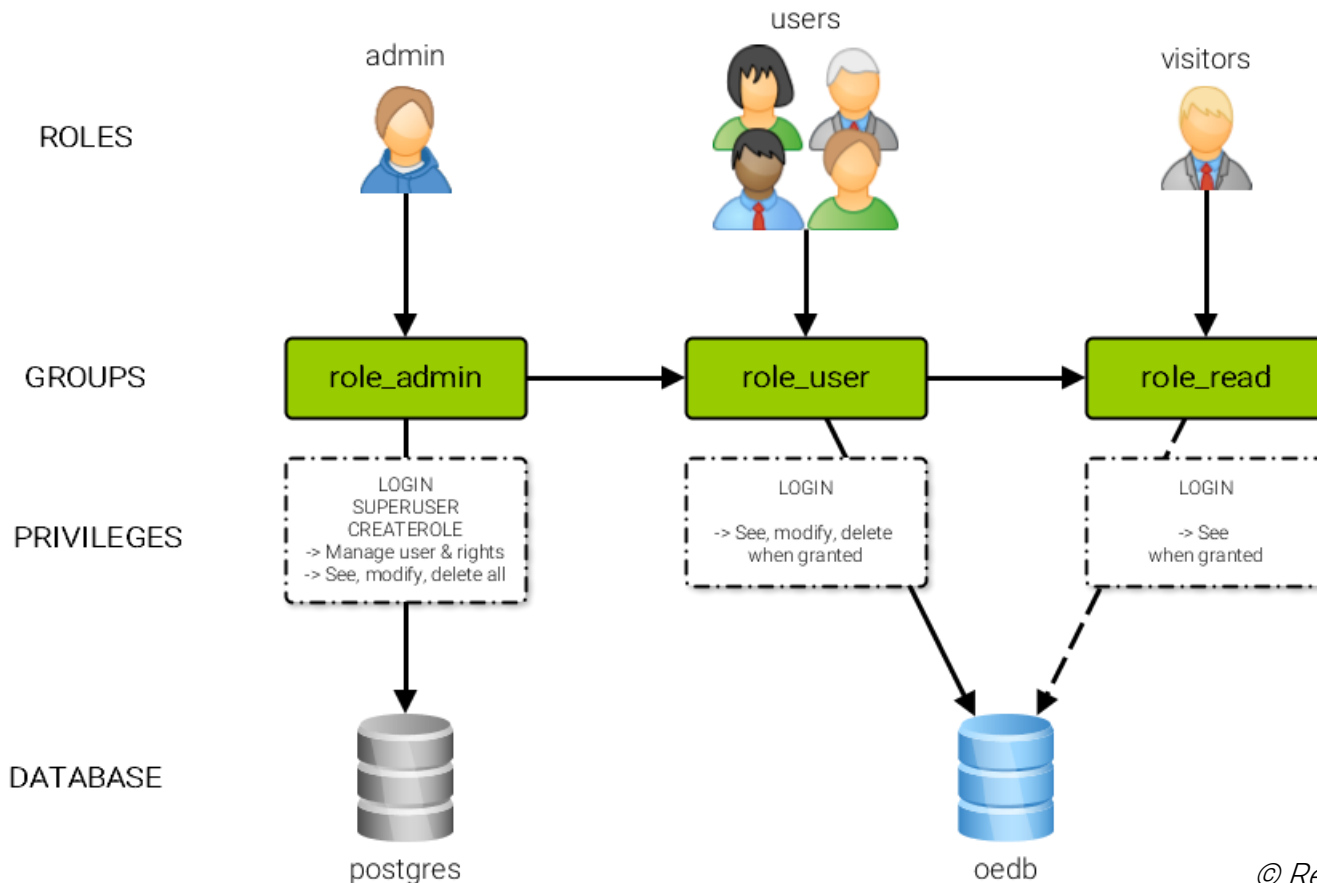 users
admin
visitors
ROLES
GROUPS
role_admin
role_user
role_read
PRIVILEGES
LOGIN
SUPERUSER
CREATEROLE
-> Manage user & rights
-> See, modify, delete all
LOGIN
-> See, modify, delete
when granted
LOGIN
-> See
when granted
DATABASE
postgres
oedb
©